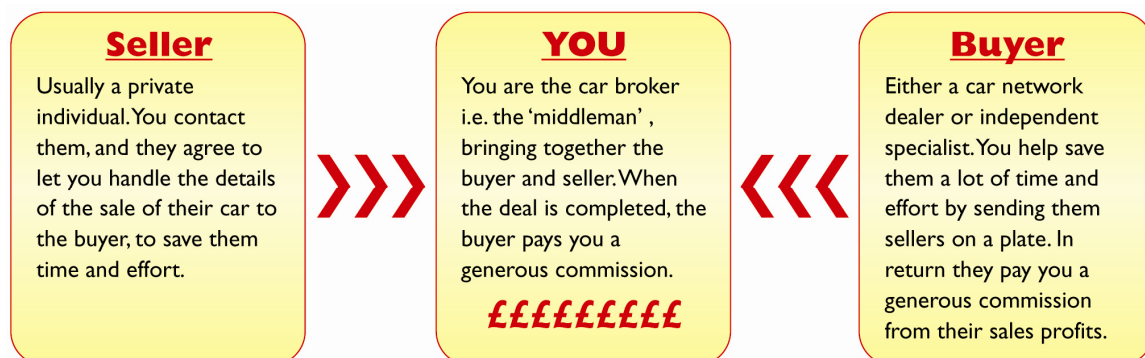 Seller
Usually a private
individual. You contact
them, and they agree to
let you handle the details
of the sale of their car to
the buyer, to save them
time and effort.
YOU
You are the car broker
i.e. the ‘middleman’ ,
bringing together the
buyer and seller. When
the deal is completed, the
buyer pays you a
generous commission.
£££££££££
Buyer
Either a car network
dealer or independent
specialist. You help save
them a lot of time and
effort by sending them
sellers on a plate. In
return they pay you a
generous commission
from their sales profits.